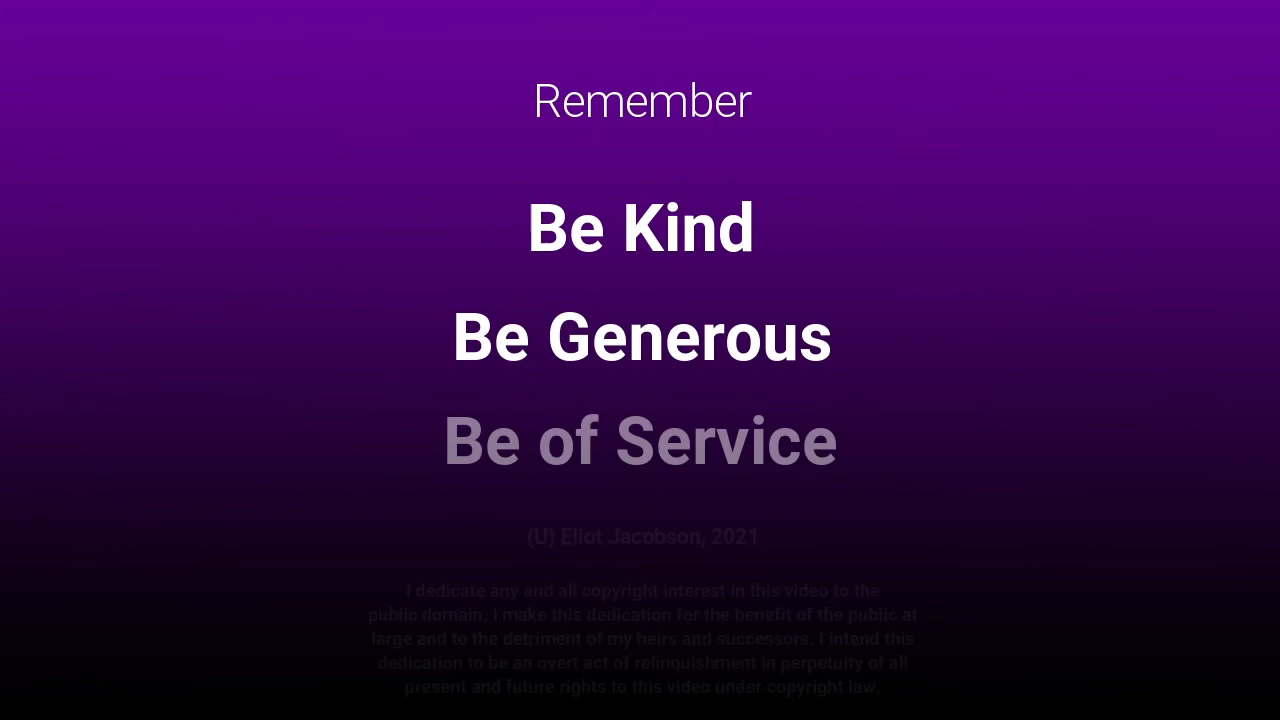 Remember
Be Kind
Be Generous
Be of Service
(U) Eliot Jacobson, 2021
I dedicate any and all copyright interest in this video to the
public domain. I make this dedication for the benefit of the public at
large and to the detriment of my heirs and successors. I intend this
dedication to be an overt act of relinquishment in perpetuity of all
present and future rights to this video under copyright law.